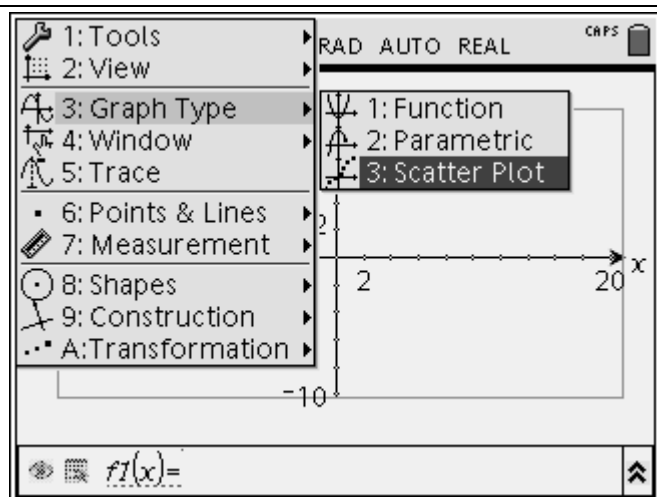 1: Tools
RAD AUTO REAL
CAPS
2: View
3: Graph Type
1: Function
4: Window
2: Parametric
5: Trace
3: Scatter Plot
6: Points & Lines
2
7: Measurement
x
8: Shapes
2
20
9: Construction
A: Transformation
-10
f1(x)=